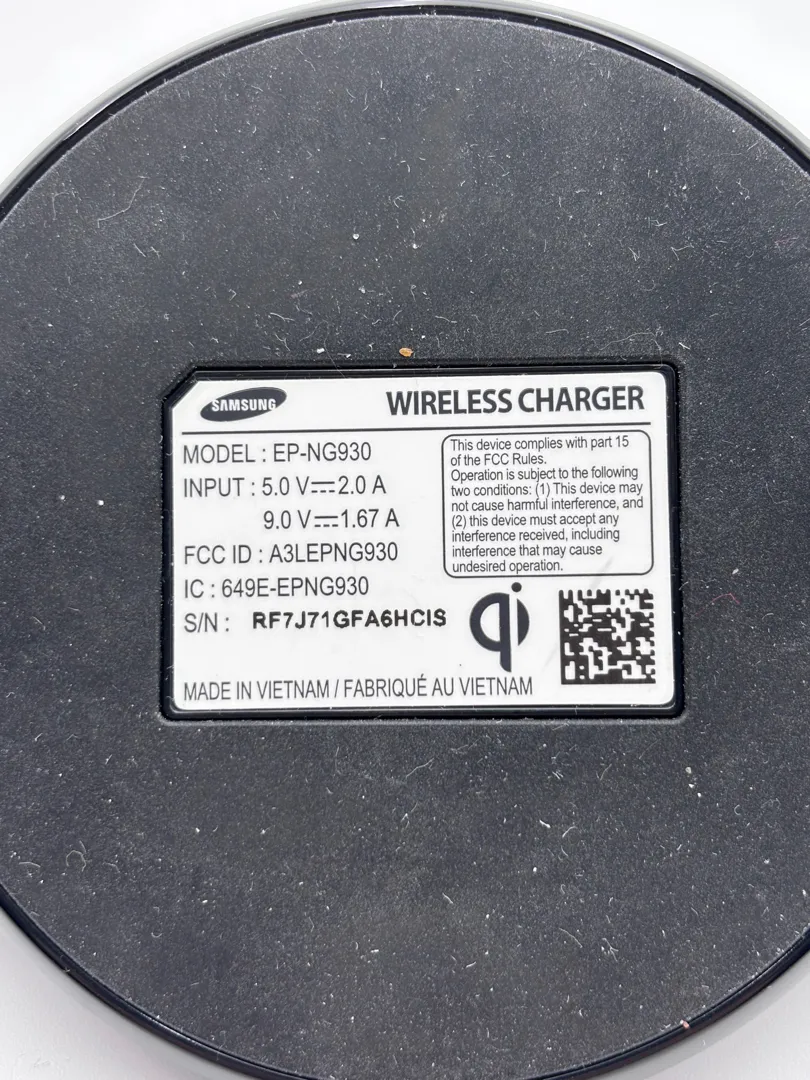 SAMSUNG
WIRELESS CHARGER
MODEL : EP-NG930
INPUT : 5.0 V⎓2.0 A
9.0 V⎓1.67 A
FCC ID : A3LEPNG930
IC : 649E-EPNG930
S/N : RF7J71GFA6HCIS
This device complies with part 15
of the FCC Rules.
Operation is subject to the following
two conditions: (1) This device may
not cause harmful interference, and
(2) this device must accept any
interference received, including
interference that may cause
undesired operation.
qi
MADE IN VIETNAM / FABRIQUÉ AU VIETNAM